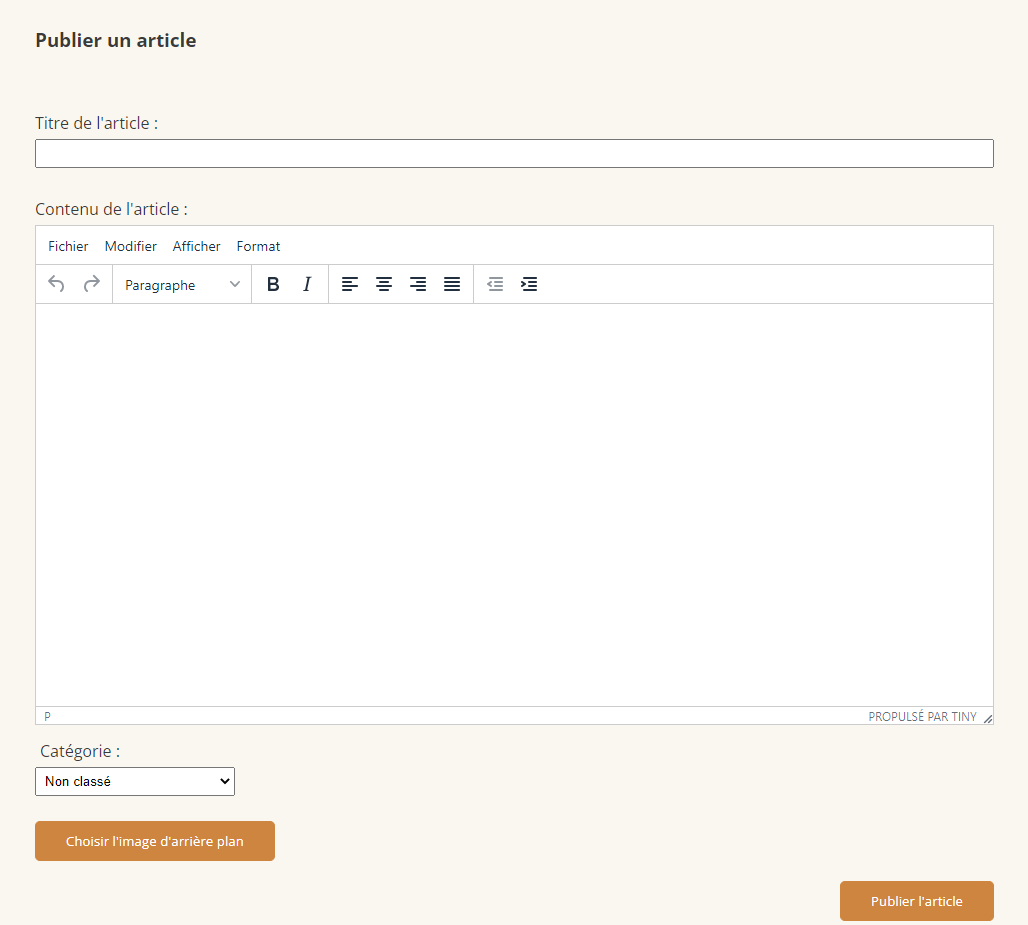 Publier un article
Titre de l'article :
Contenu de l'article :
Fichier Modifier Afficher Format
Paragraphe B I
P PROPULSÉ PAR TINY
Catégorie :
Non classé
Choisir l'image d'arrière plan
Publier l'article